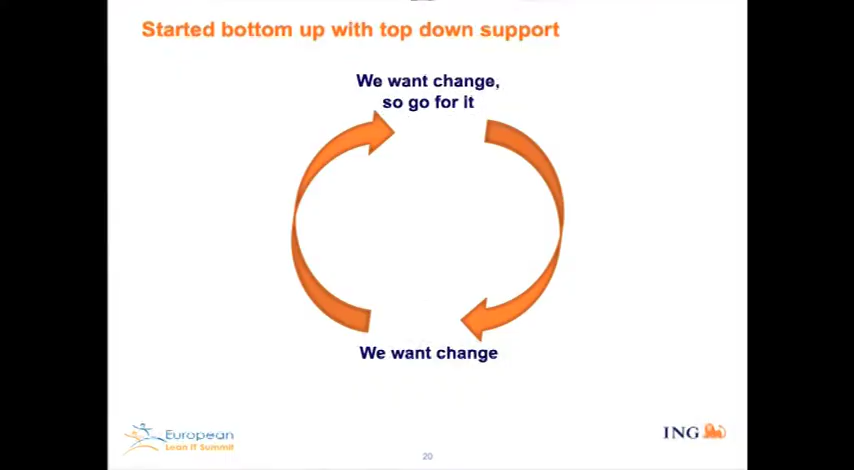 Started bottom up with top down support
We want change,
so go for it
We want change
European
Lean IT Summit
ING
20